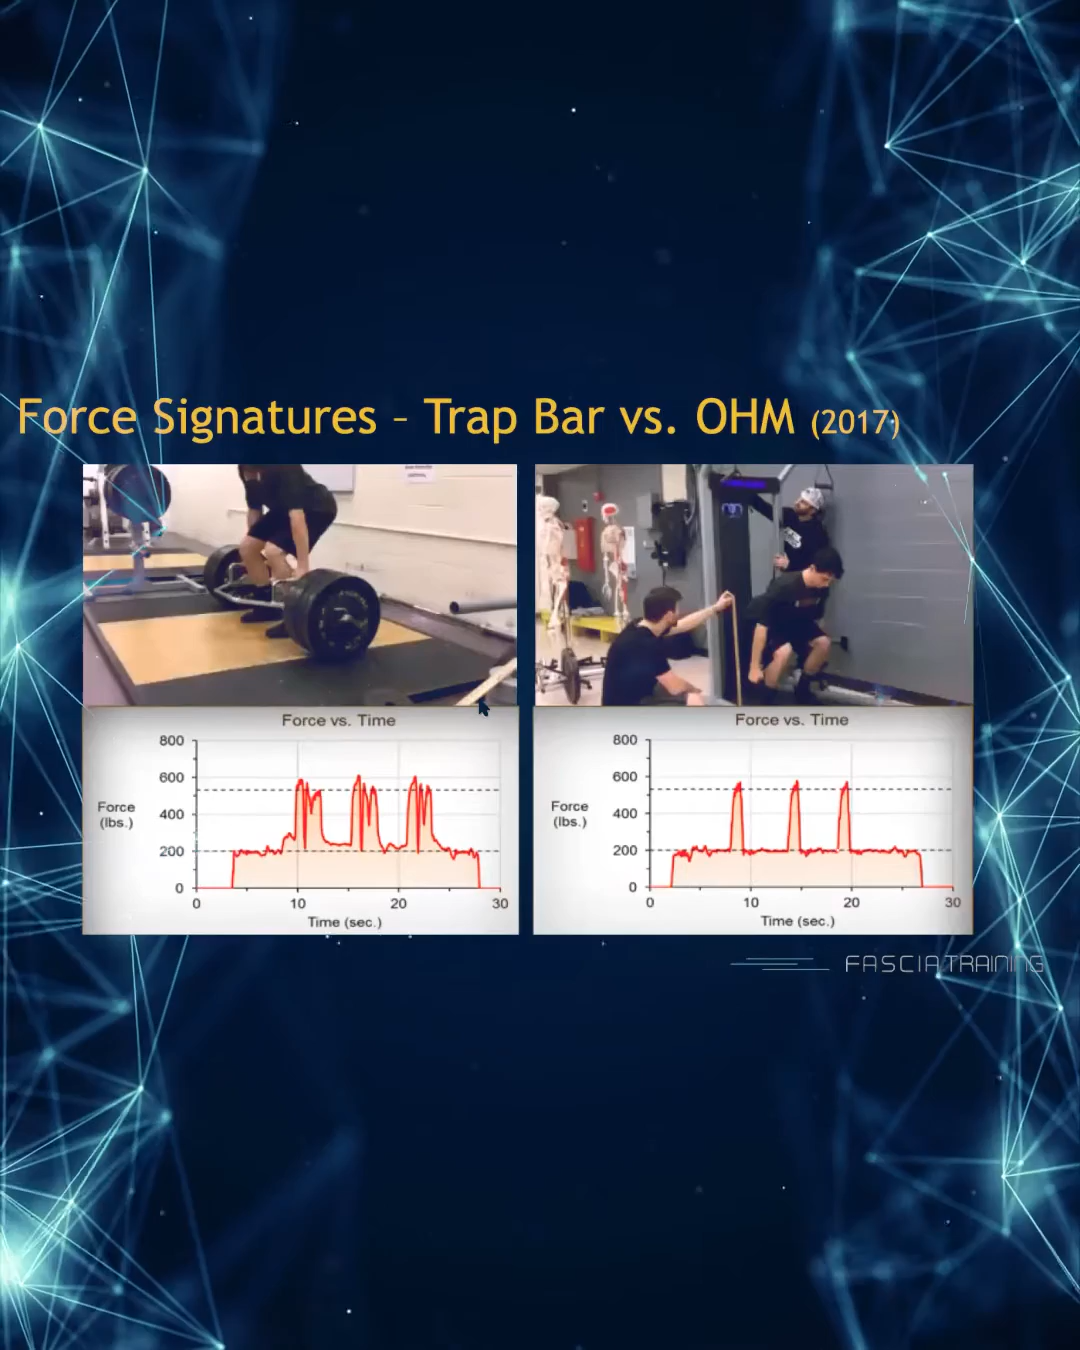 Force Signatures – Trap Bar vs. OHM (2017)
Force vs. Time
800
600
400
200
0
Force
(lbs.)
0
10
20
30
Time (sec.)
Force vs. Time
800
600
400
200
0
Force
(lbs.)
0
10
20
30
Time (sec.)
FASCIA TRAINING